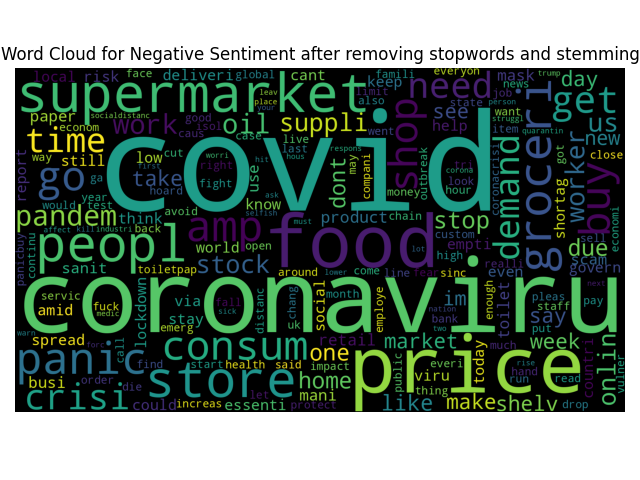 Word Cloud for Negative Sentiment after removing stopwords and stemming
local risk face deliveri global cant famili everyon mask trump news day
supermarket need get
paper work oil suppli keep also limit see state job want person
econom caus good isol case live last went help item struggl quarantin
time covid shop demand groceri worker us new
way still low cut worri hit hous dont may compani money outbreak tri look corona hour coronacrisi got close
report ga take fight right use respons buy
go year test hoard
would
pandem think avoid product chain stop shortag sell
amp know selfish ask must custom empti due economi
peopl back world open food high scam
affect kill industri lot really even govern
panicbuy continu sanit toiletpap stock around come line sinc
coronaviru
servic via distanc lower month im enough toilet pleas staff pay next
amid fuck medic lockdown stay fall chang social employe nation bank say put
spread emerg sick uk two week
warn forc consum one retail market much countri onlin
panic call find start health said impact everi viru today rise
store home price thing public run hand read vulner
busi order die let
crisi could increas essenti protect mani like make shelv drop
socialdistanc leav place your first